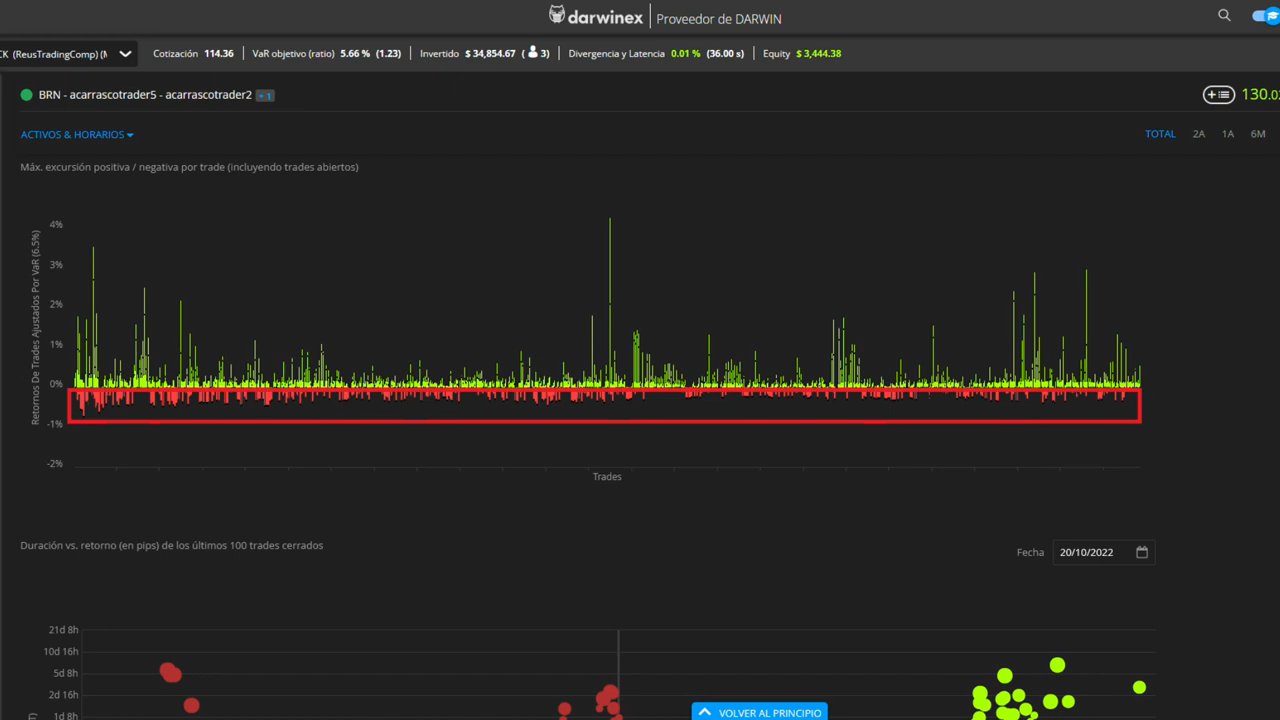 darwinex Proveedor de DARWIN
CK (ReusTradingComp) Cotización 114.36 VaR objetivo (ratio) 5.66 % (1.23) Invertido $ 34,854.67 ( 3) Divergencia y Latencia 0.01 % (36.00 s) Equity $ 3,444.38
BRN - acarrascotrader5 - acarrascotrader2 + 1
ACTIVOS & HORARIOS TOTAL 2A 1A 6M
Máx. excursión positiva / negativa por trade (incluyendo trades abiertos)
Retornos De Trades Ajustados Por VaR (6.5%)
4%
3%
2%
1%
0%
-1%
-2%
Trades
Duración vs. retorno (en pips) de los últimos 100 trades cerrados
Fecha 20/10/2022
21d 8h
10d 16h
5d 8h
2d 16h
1d 8h
VOLVER AL PRINCIPIO